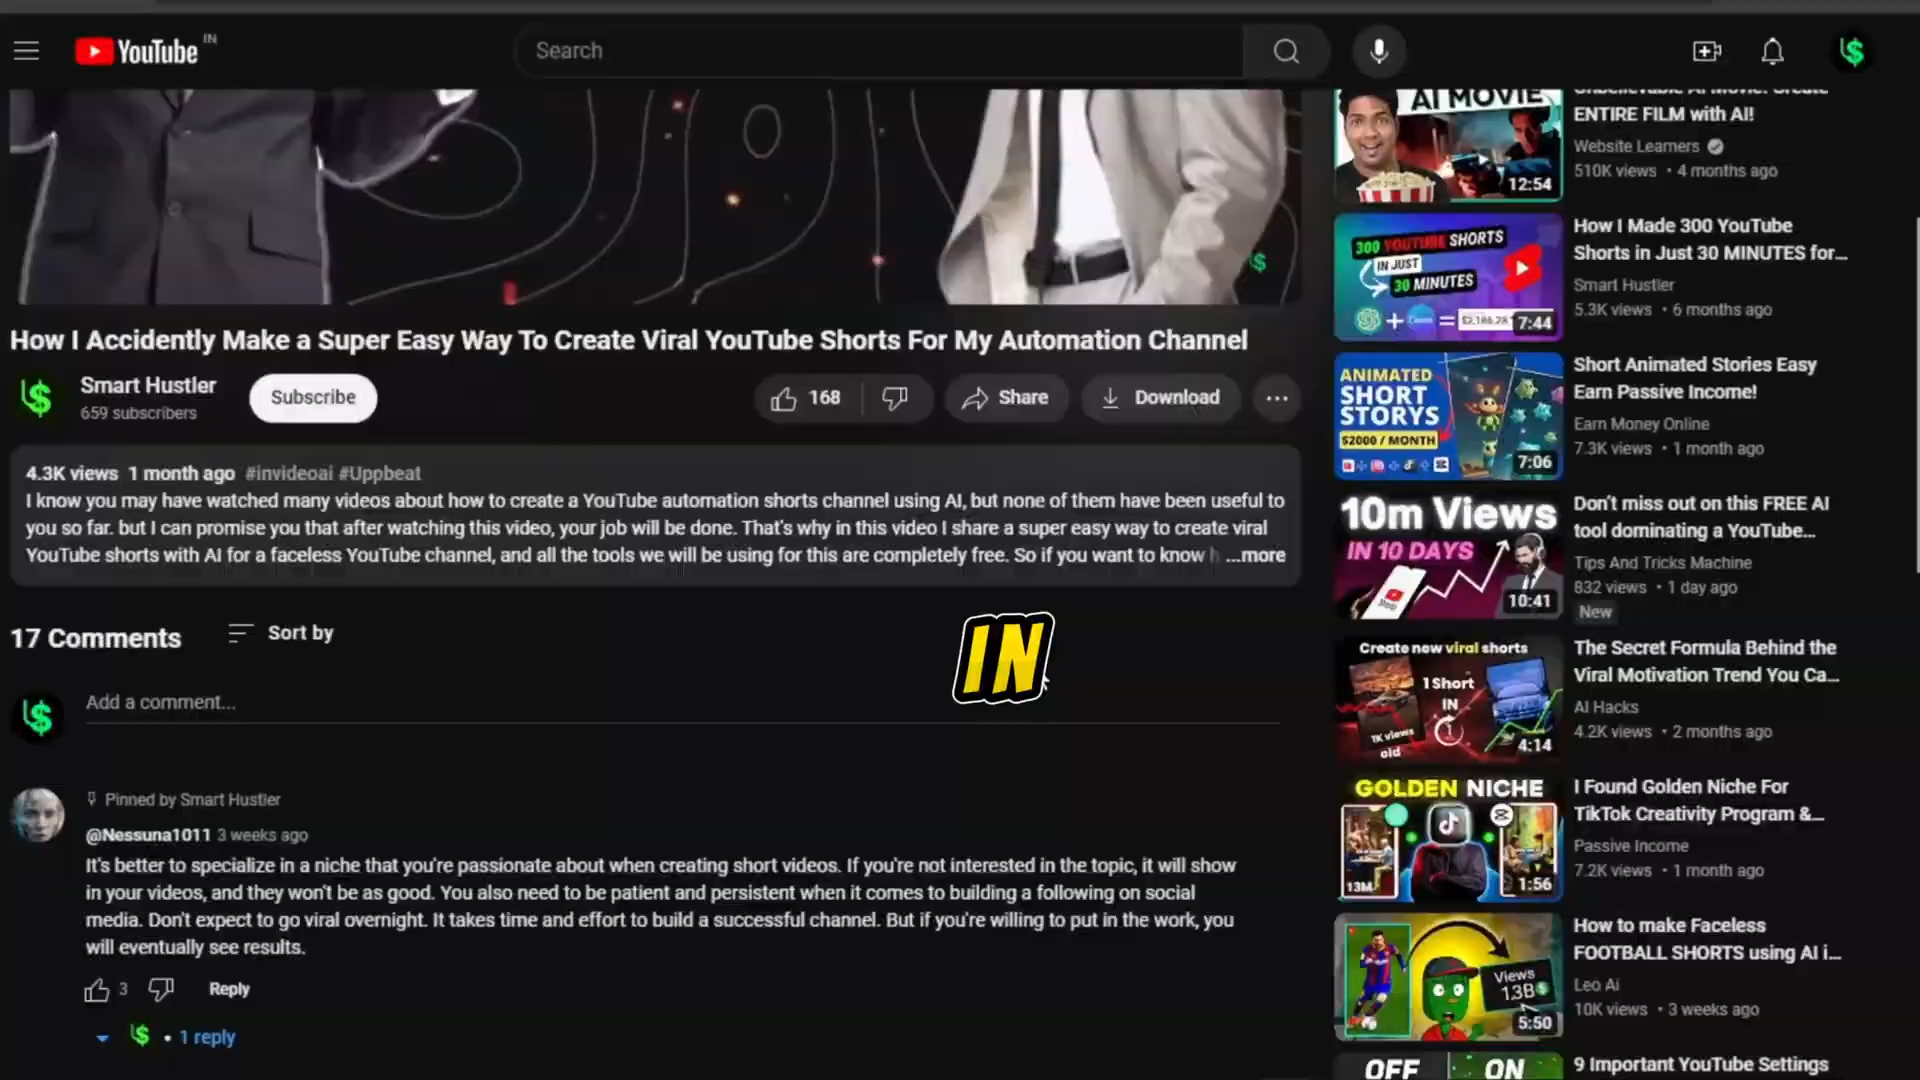 YouTube IN
Search
How I Accidently Make a Super Easy Way To Create Viral YouTube Shorts For My Automation Channel
Smart Hustler
659 subscribers
Subscribe
168
Share
Download
4.3K views 1 month ago #invideoai #Uppbeat
I know you may have watched many videos about how to create a YouTube automation shorts channel using AI, but none of them have been useful to
you so far. but I can promise you that after watching this video, your job will be done. That's why in this video I share a super easy way to create viral
YouTube shorts with AI for a faceless YouTube channel, and all the tools we will be using for this are completely free. So if you want to know ...more
17 Comments
Sort by
IN
Add a comment...
Pinned by Smart Hustler
@Nessuna1011 3 weeks ago
It's better to specialize in a niche that you're passionate about when creating short videos. If you're not interested in the topic, it will show
in your videos, and they won't be as good. You also need to be patient and persistent when it comes to building a following on social
media. Don't expect to go viral overnight. It takes time and effort to build a successful channel. But if you're willing to put in the work, you
will eventually see results.
3
Reply
• 1 reply
AI MOVIE
12:54
ENTIRE FILM with AI!
Website Learners
510K views • 4 months ago
300 YOUTUBE SHORTS
IN JUST
30 MINUTES
7:44
How I Made 300 YouTube
Shorts in Just 30 MINUTES for...
Smart Hustler
5.3K views • 6 months ago
ANIMATED
SHORT
STORYS
$2000 / MONTH
7:06
Short Animated Stories Easy
Earn Passive Income!
Earn Money Online
7.3K views • 1 month ago
10m Views
IN 10 DAYS
10:41
Don't miss out on this FREE AI
tool dominating a YouTube...
Tips And Tricks Machine
832 views • 1 day ago
New
Create new viral shorts
1 Short
IN
1
1K views
old
4:14
The Secret Formula Behind the
Viral Motivation Trend You Ca...
AI Hacks
4.2K views • 2 months ago
GOLDEN NICHE
13M
1:56
I Found Golden Niche For
TikTok Creativity Program &...
Passive Income
7.2K views • 1 month ago
Views
1.3B
5:50
How to make Faceless
FOOTBALL SHORTS using AI i...
Leo Ai
10K views • 3 weeks ago
OFF ON
9 Important YouTube Settings